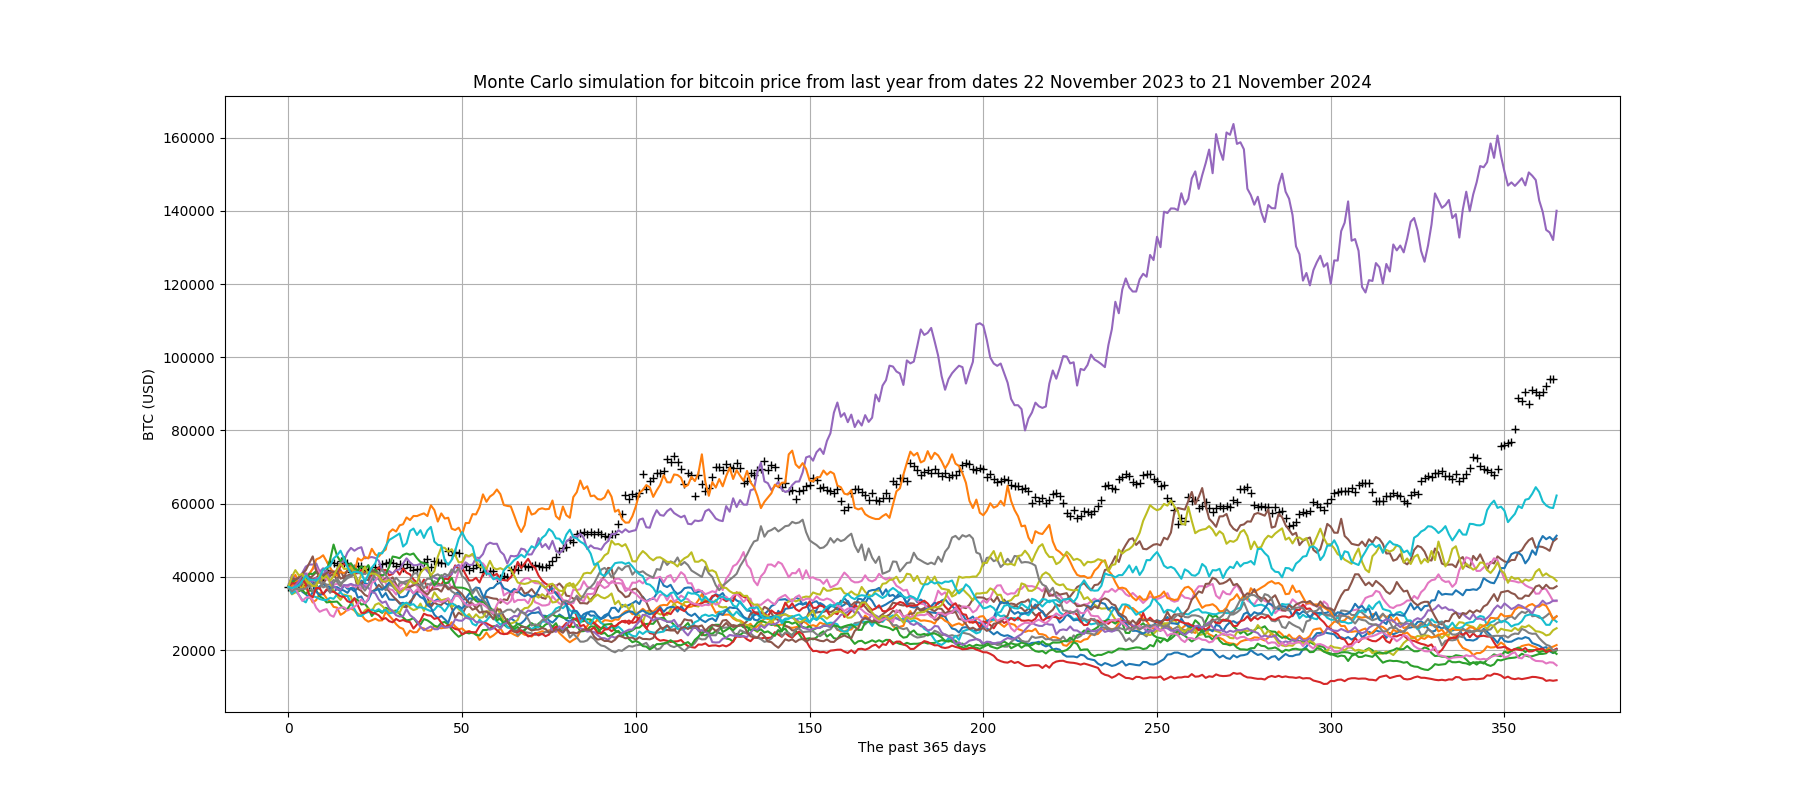 Monte Carlo simulation for bitcoin price from last year from dates 22 November 2023 to 21 November 2024
160000
140000
120000
100000
80000
60000
40000
20000
BTC (USD)
0 50 100 150 200 250 300 350
The past 365 days